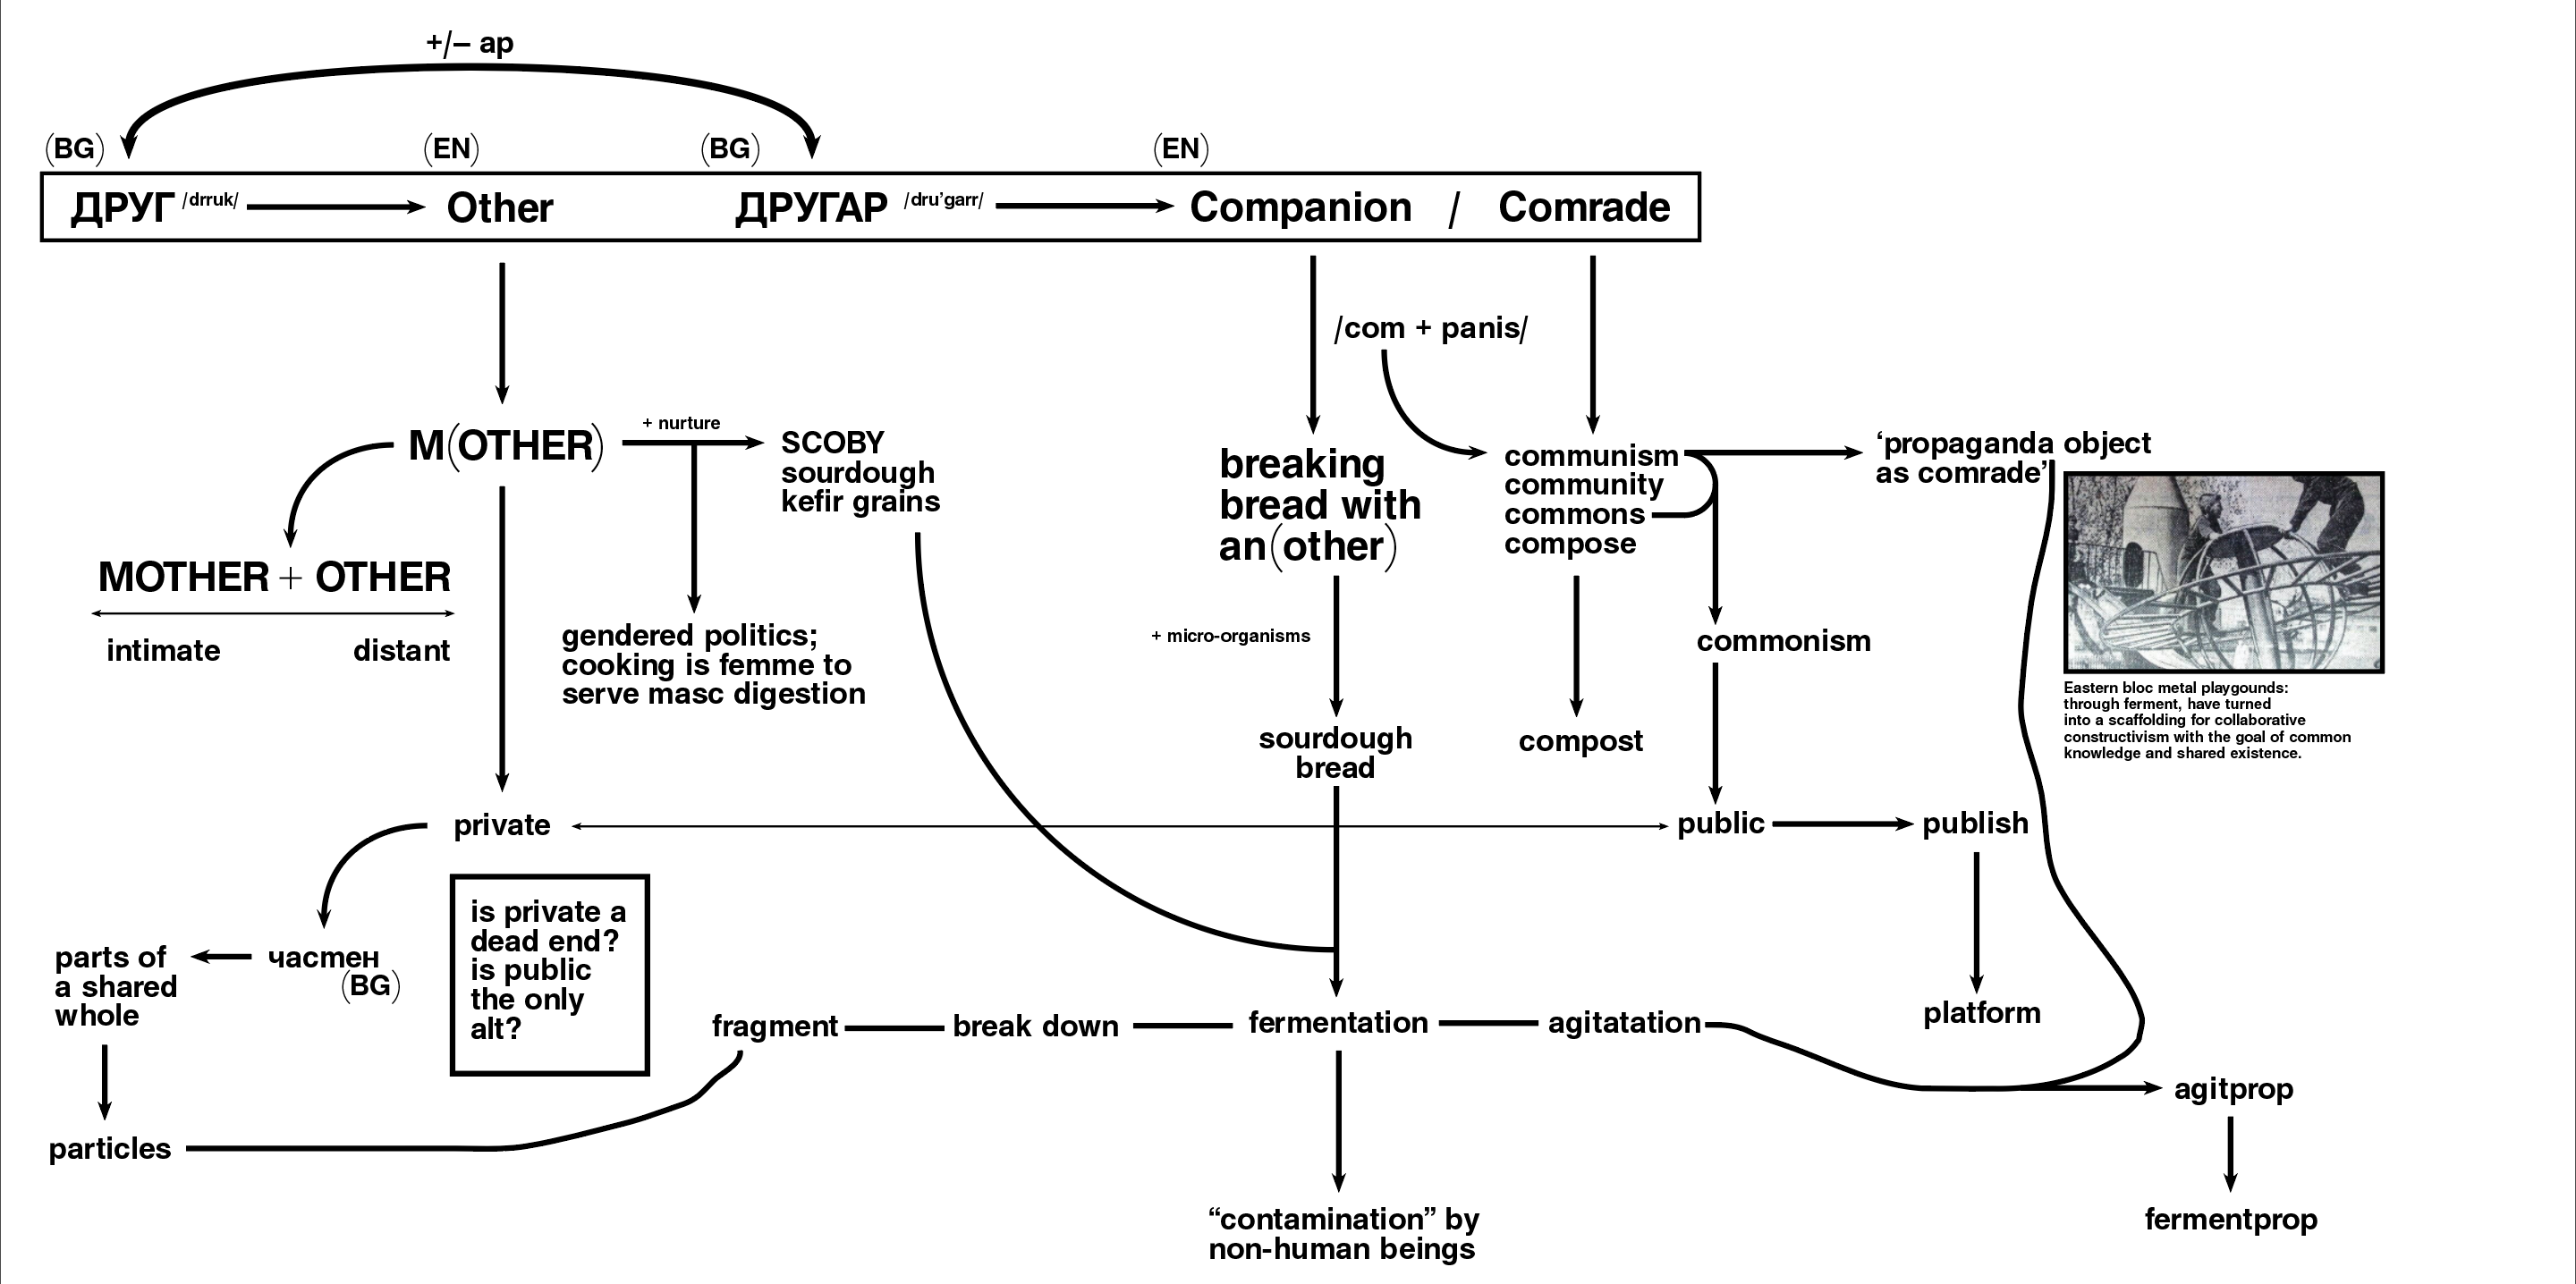 +/– ap
(BG)
(EN)
(BG)
(EN)
ДРУГ /drruk/
Other
ДРУГАР /dru’garr/
Companion / Comrade
/com + panis/
M(OTHER)
+ nurture
SCOBY
sourdough
kefir grains
breaking
bread with
an(other)
communism
community
commons
compose
‘propaganda object
as comrade’
MOTHER + OTHER
intimate
distant
gendered politics;
cooking is femme to
serve masc digestion
+ micro-organisms
commonism
Eastern bloc metal playgounds:
through ferment, have turned
into a scaffolding for collaborative
constructivism with the goal of common
knowledge and shared existence.
sourdough
bread
compost
private
public
publish
is private a
dead end?
is public
the only
alt?
parts of
a shared
whole
частен
(BG)
fragment
break down
fermentation
agitatation
platform
particles
agitprop
“contamination” by
non-human beings
fermentprop